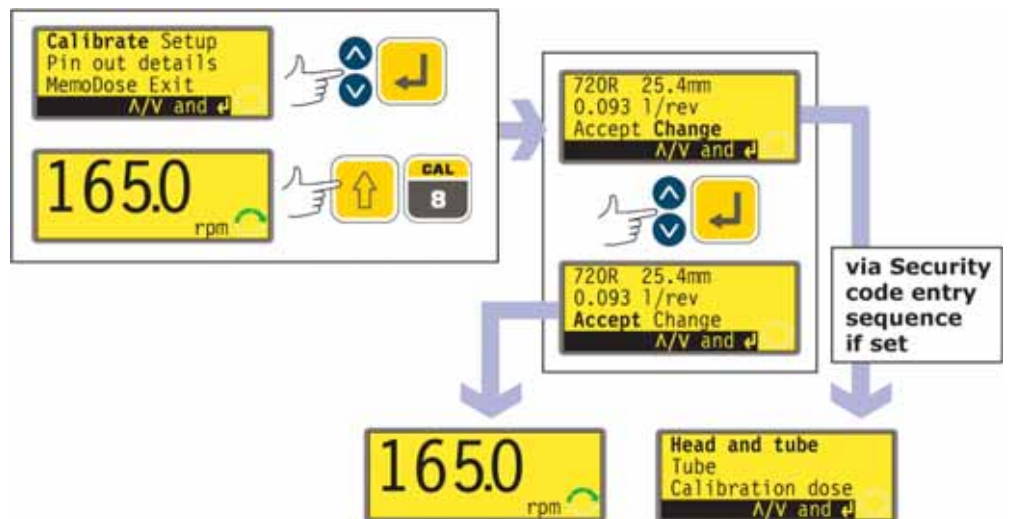 Calibrate Setup
Pin out details
MemoDose Exit
∧/∨ and ↲
165.0
rpm
CAL
8
720R 25.4mm
0.093 l/rev
Accept Change
∧/∨ and ↲
720R 25.4mm
0.093 l/rev
Accept Change
∧/∨ and ↲
via Security
code entry
sequence
if set
165.0
rpm
Head and tube
Tube
Calibration dose
∧/∨ and ↲